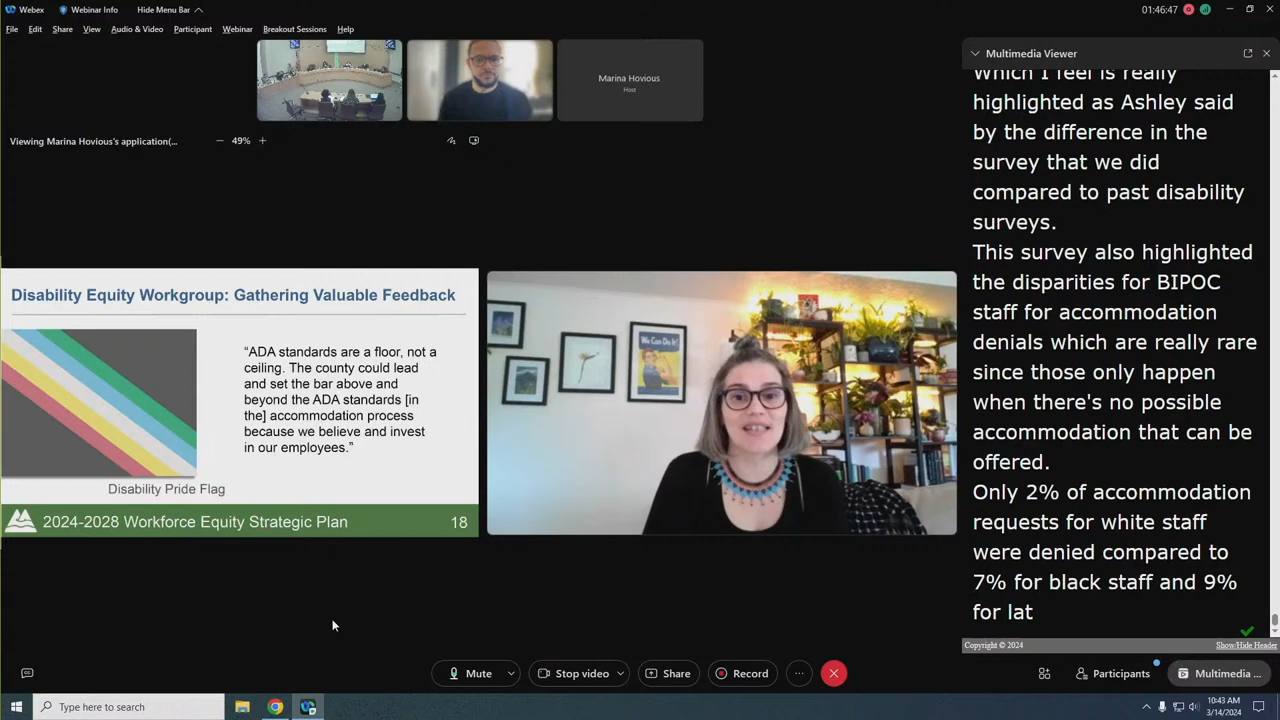 Webex
Webinar Info
Hide Menu Bar
01:46:47
File
Edit
Share
View
Audio & Video
Participant
Webinar
Breakout Sessions
Help
Marina Hovious
Host
Viewing Marina Hovious's application(...
49%
Disability Equity Workgroup: Gathering Valuable Feedback
“ADA standards are a floor, not a
ceiling. The county could lead
and set the bar above and
beyond the ADA standards [in
the] accommodation process
because we believe and invest
in our employees.”
Disability Pride Flag
2024-2028 Workforce Equity Strategic Plan
18
We Can Do It!
Multimedia Viewer
Which I feel is really
highlighted as Ashley said
by the difference in the
survey that we did
compared to past disability
surveys.
This survey also highlighted
the disparities for BIPOC
staff for accommodation
denials which are really rare
since those only happen
when there's no possible
accommodation that can be
offered.
Only 2% of accommodation
requests for white staff
were denied compared to
7% for black staff and 9%
for lat
Copyright © 2024
Show/Hide Header
Mute
Stop video
Share
Record
Participants
Multimedia ...
Type here to search
10:43 AM
3/14/2024